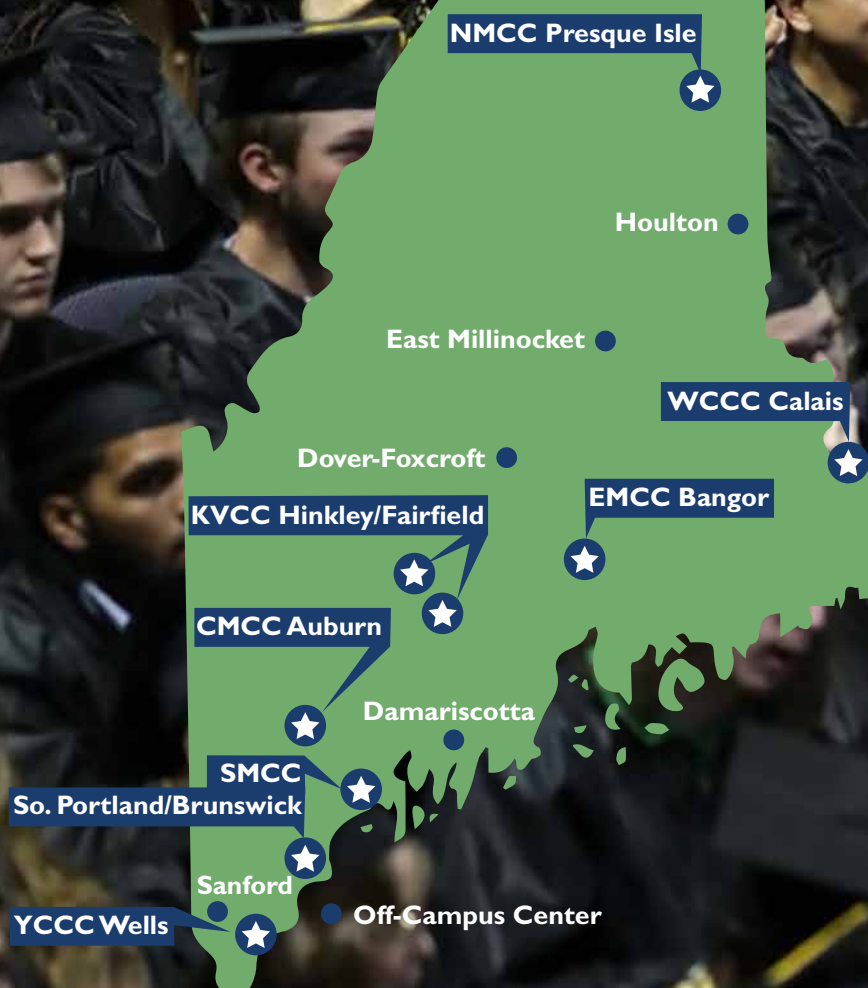 NMCC Presque Isle
Houlton
East Millinocket
WCCC Calais
Dover-Foxcroft
EMCC Bangor
KVCC Hinkley/Fairfield
CMCC Auburn
Damariscotta
SMCC
So. Portland/Brunswick
Sanford
YCCC Wells
Off-Campus Center